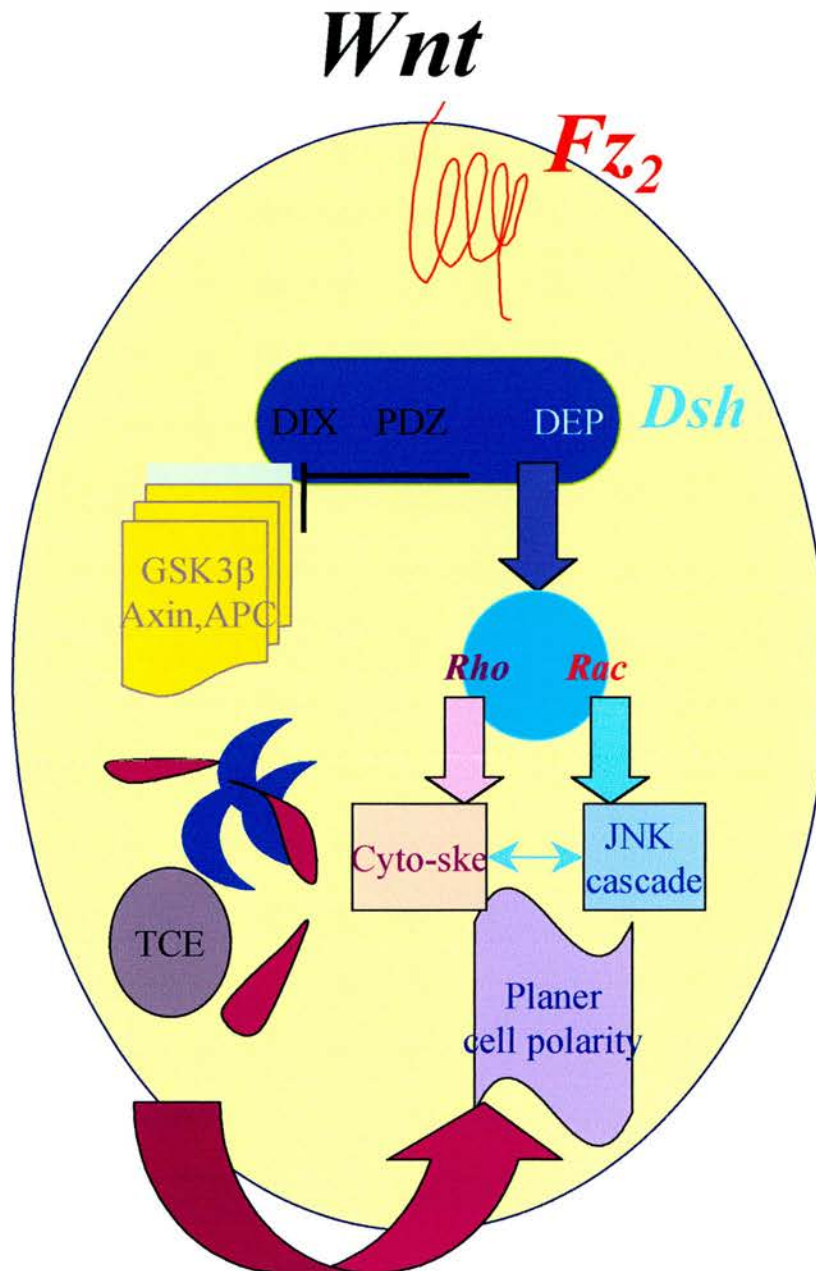 Wnt
Fz2
DIX PDZ DEP
Dsh
GSK3β
Axin,APC
Rho Rac
Cyto-ske
JNK
cascade
TCE
Planer
cell polarity